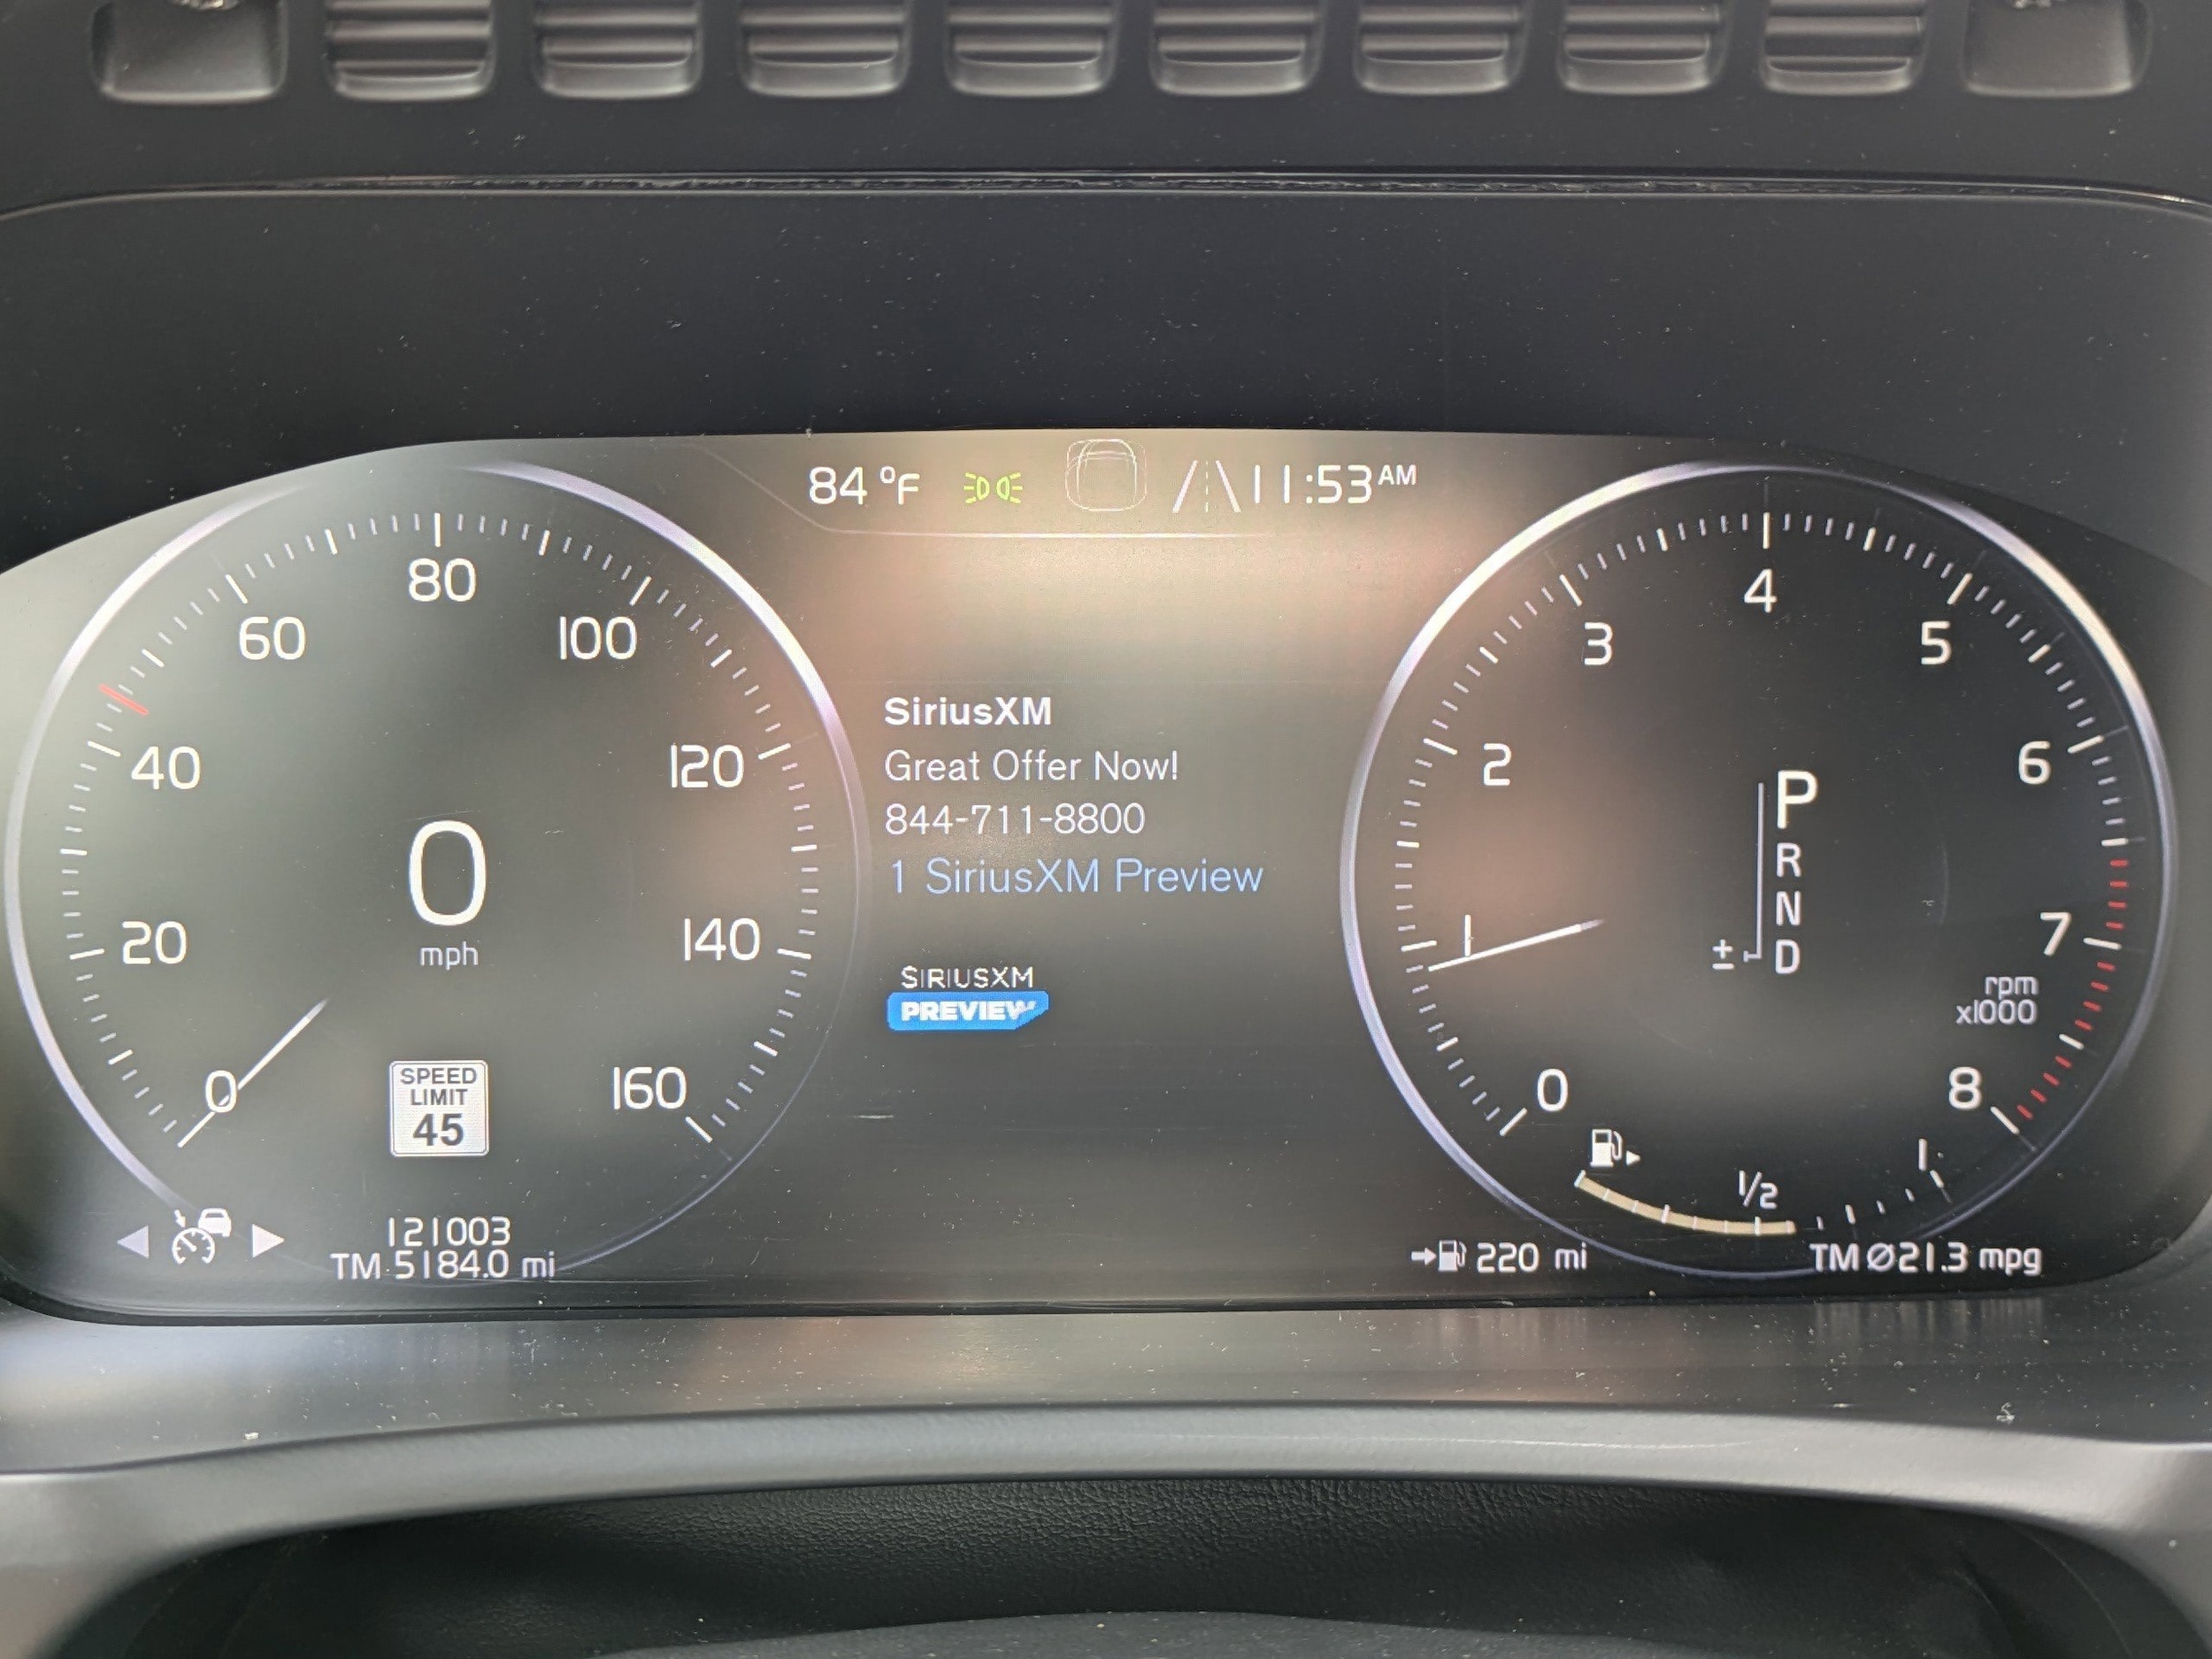 84 °F
11:53 AM
80
60
100
40
120
20
140
0
160
0
mph
SPEED
LIMIT
45
121003
TM 5184.0 mi
SiriusXM
Great Offer Now!
844-711-8800
1 SiriusXM Preview
SIRIUSXM
PREVIEW
4
3
5
2
6
1
7
0
8
P
R
N
± D
rpm
x1000
1/2
1
220 mi
TM Ø21.3 mpg